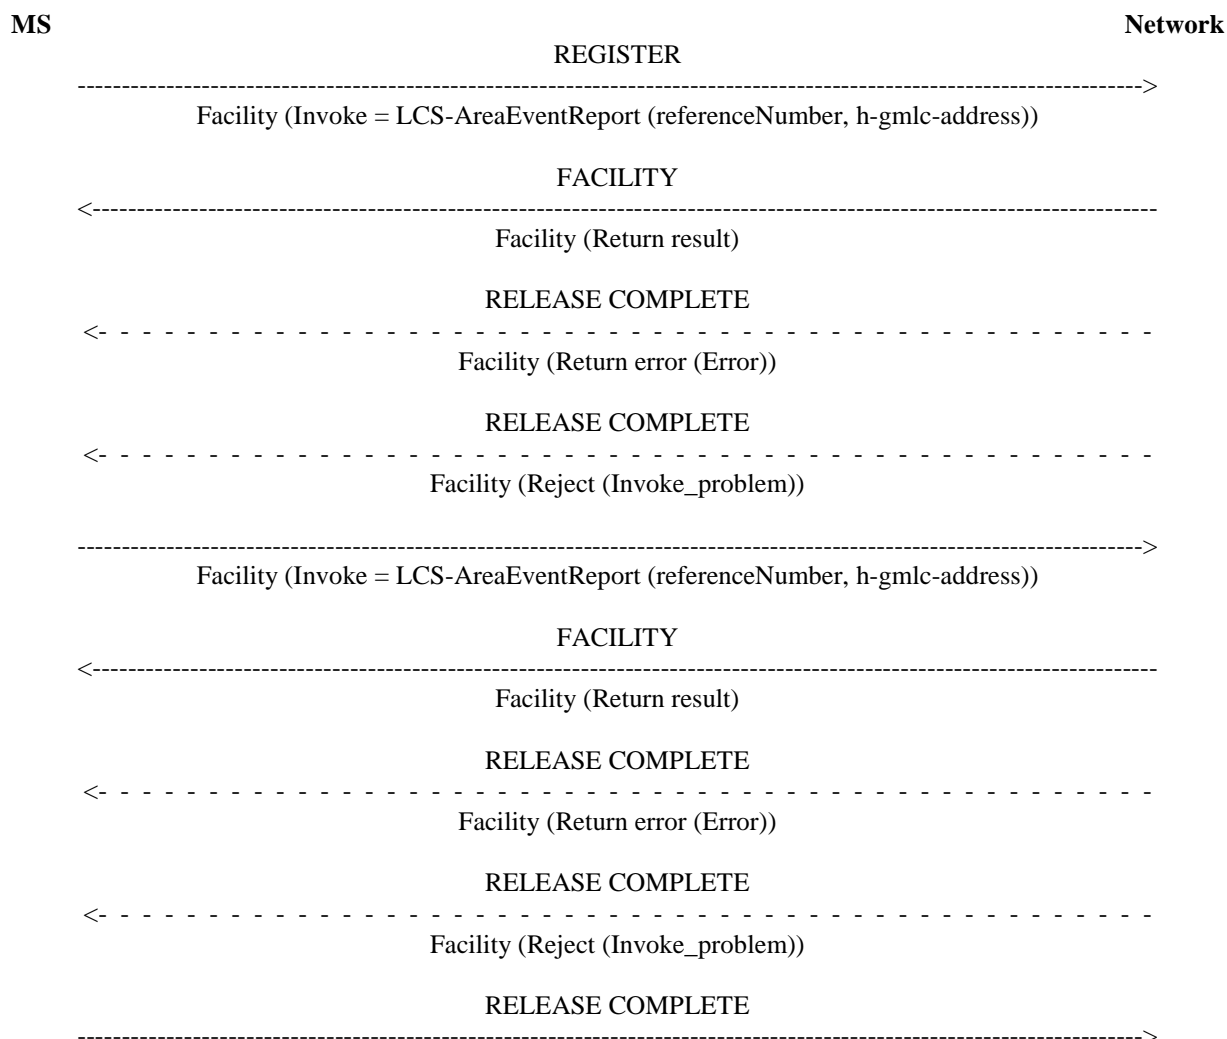 MS Network
REGISTER
----------------------------------------------------------------------------------------------------------------------->
Facility (Invoke = LCS-AreaEventReport (referenceNumber, h-gmlc-address))
FACILITY
<-----------------------------------------------------------------------------------------------------------------------
Facility (Return result)
RELEASE COMPLETE
<- - - - - - - - - - - - - - - - - - - - - - - - - - - - - - - - - - - - - - - - - - - - - - - - - - - - - - - - - -
Facility (Return error (Error))
RELEASE COMPLETE
<- - - - - - - - - - - - - - - - - - - - - - - - - - - - - - - - - - - - - - - - - - - - - - - - - - - - - - - - - -
Facility (Reject (Invoke_problem))
----------------------------------------------------------------------------------------------------------------------->
Facility (Invoke = LCS-AreaEventReport (referenceNumber, h-gmlc-address))
FACILITY
<-----------------------------------------------------------------------------------------------------------------------
Facility (Return result)
RELEASE COMPLETE
<- - - - - - - - - - - - - - - - - - - - - - - - - - - - - - - - - - - - - - - - - - - - - - - - - - - - - - - - - -
Facility (Return error (Error))
RELEASE COMPLETE
<- - - - - - - - - - - - - - - - - - - - - - - - - - - - - - - - - - - - - - - - - - - - - - - - - - - - - - - - - -
Facility (Reject (Invoke_problem))
RELEASE COMPLETE
----------------------------------------------------------------------------------------------------------------------->